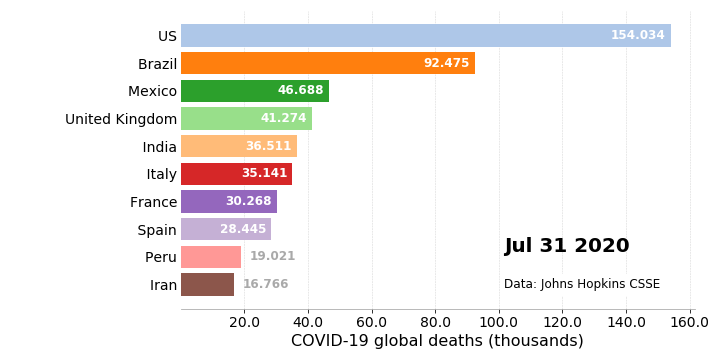 US 154.034
Brazil 92.475
Mexico 46.688
United Kingdom 41.274
India 36.511
Italy 35.141
France 30.268
Spain 28.445
Peru 19.021
Iran 16.766
Jul 31 2020
Data: Johns Hopkins CSSE
20.0 40.0 60.0 80.0 100.0 120.0 140.0 160.0
COVID-19 global deaths (thousands)